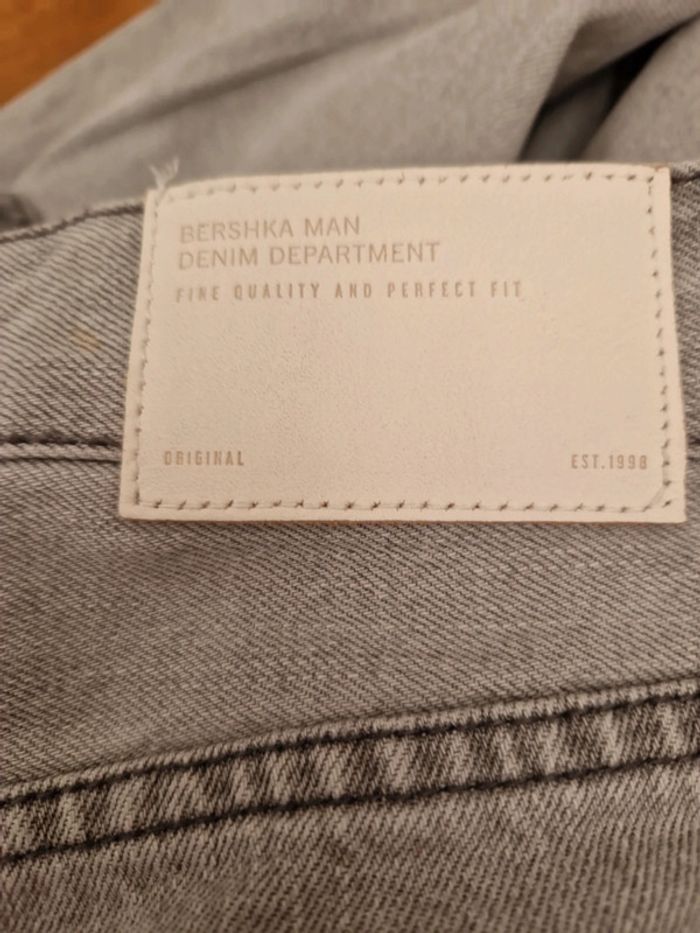 BERSHKA MAN
DENIM DEPARTMENT
FINE QUALITY AND PERFECT FIT
ORIGINAL
EST.1998